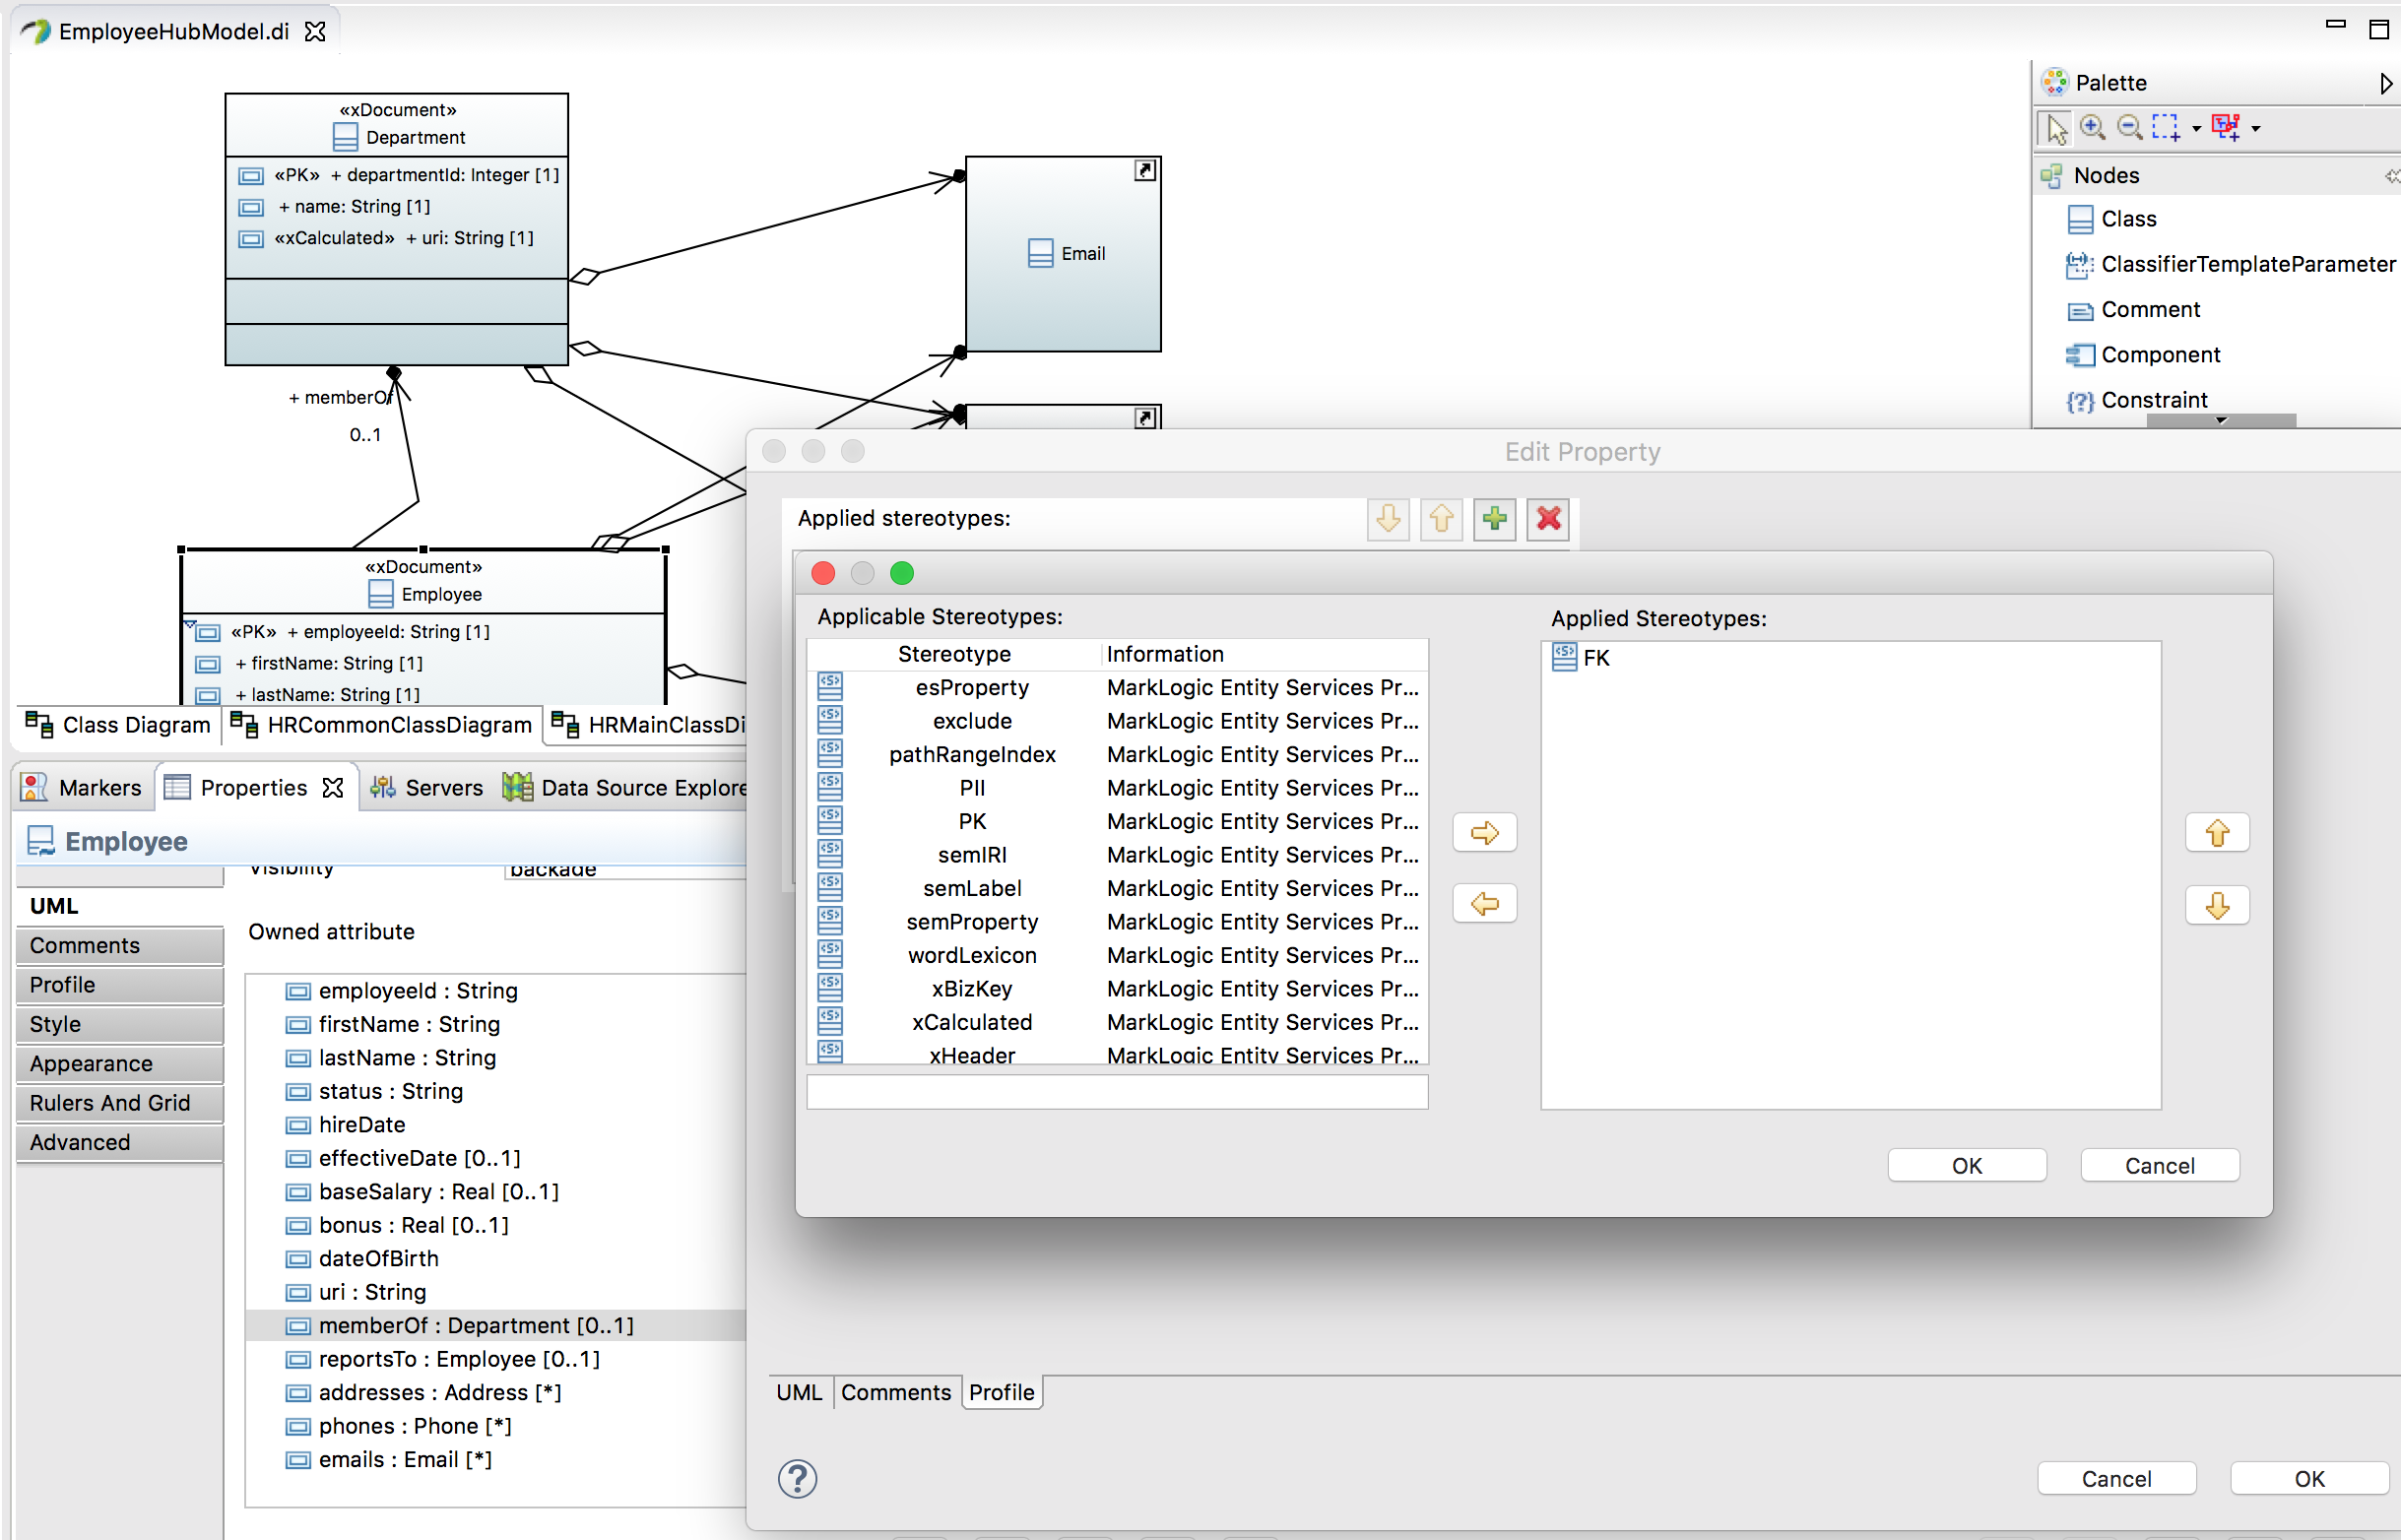 EmployeeHubModel.di
«xDocument»
Department
«PK» + departmentId: Integer [1]
+ name: String [1]
«xCalculated» + uri: String [1]
Email
+ memberOf
0..1
«xDocument»
Employee
«PK» + employeeId: String [1]
+ firstName: String [1]
+ lastName: String [1]
Palette
Nodes
Class
ClassifierTemplateParameter
Comment
Component
{?} Constraint
Class Diagram
HRCommonClassDiagram
HRMainClassDi
Markers
Properties
Servers
Data Source Explore
Employee
Visibility
package
UML
Comments
Profile
Style
Appearance
Rulers And Grid
Advanced
Owned attribute
employeeId : String
firstName : String
lastName : String
status : String
hireDate
effectiveDate [0..1]
baseSalary : Real [0..1]
bonus : Real [0..1]
dateOfBirth
uri : String
memberOf : Department [0..1]
reportsTo : Employee [0..1]
addresses : Address [*]
phones : Phone [*]
emails : Email [*]
Edit Property
Applied stereotypes:
Applicable Stereotypes:
Stereotype Information
esProperty MarkLogic Entity Services Pr...
exclude MarkLogic Entity Services Pr...
pathRangeIndex MarkLogic Entity Services Pr...
PII MarkLogic Entity Services Pr...
PK MarkLogic Entity Services Pr...
semIRI MarkLogic Entity Services Pr...
semLabel MarkLogic Entity Services Pr...
semProperty MarkLogic Entity Services Pr...
wordLexicon MarkLogic Entity Services Pr...
xBizKey MarkLogic Entity Services Pr...
xCalculated MarkLogic Entity Services Pr...
xHeader MarkLogic Entity Services Pr...
Applied Stereotypes:
FK
OK
Cancel
UML
Comments
Profile
?
Cancel
OK